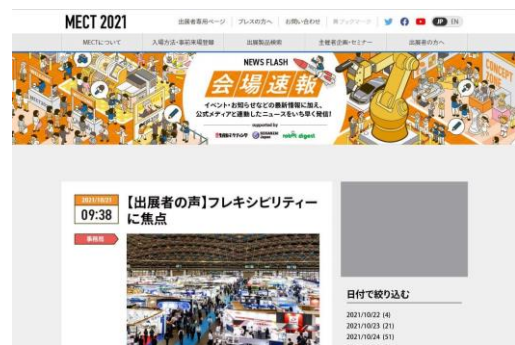 MECT 2021
出展者専用ページ
プレスの方へ
お問い合わせ
JP EN
MECTについて
入場方法・事前来場登録
出展製品検索
主催者企画・セミナー
出展者の方へ
NEWS FLASH
会場速報
イベント・お知らせなどの最新情報に加え、
公式メディアと連動したニュースをいち早く発信!
supported by
robot digest
CONCEPT ZONE
2021/10/21
09:38
【出展者の声】フレキシビリティー
に焦点
事務局
日付で絞り込む
2021/10/22 (4)
2021/10/23 (21)
2021/10/24 (51)